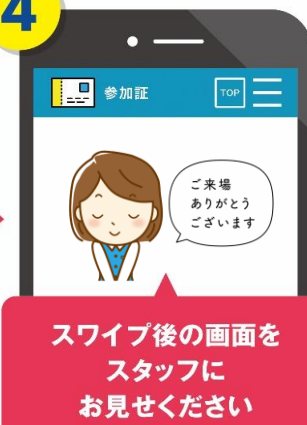 4
参加証
TOP
ご来場
ありがとう
ございます
スワイプ後の画面を
スタッフに
お見せください